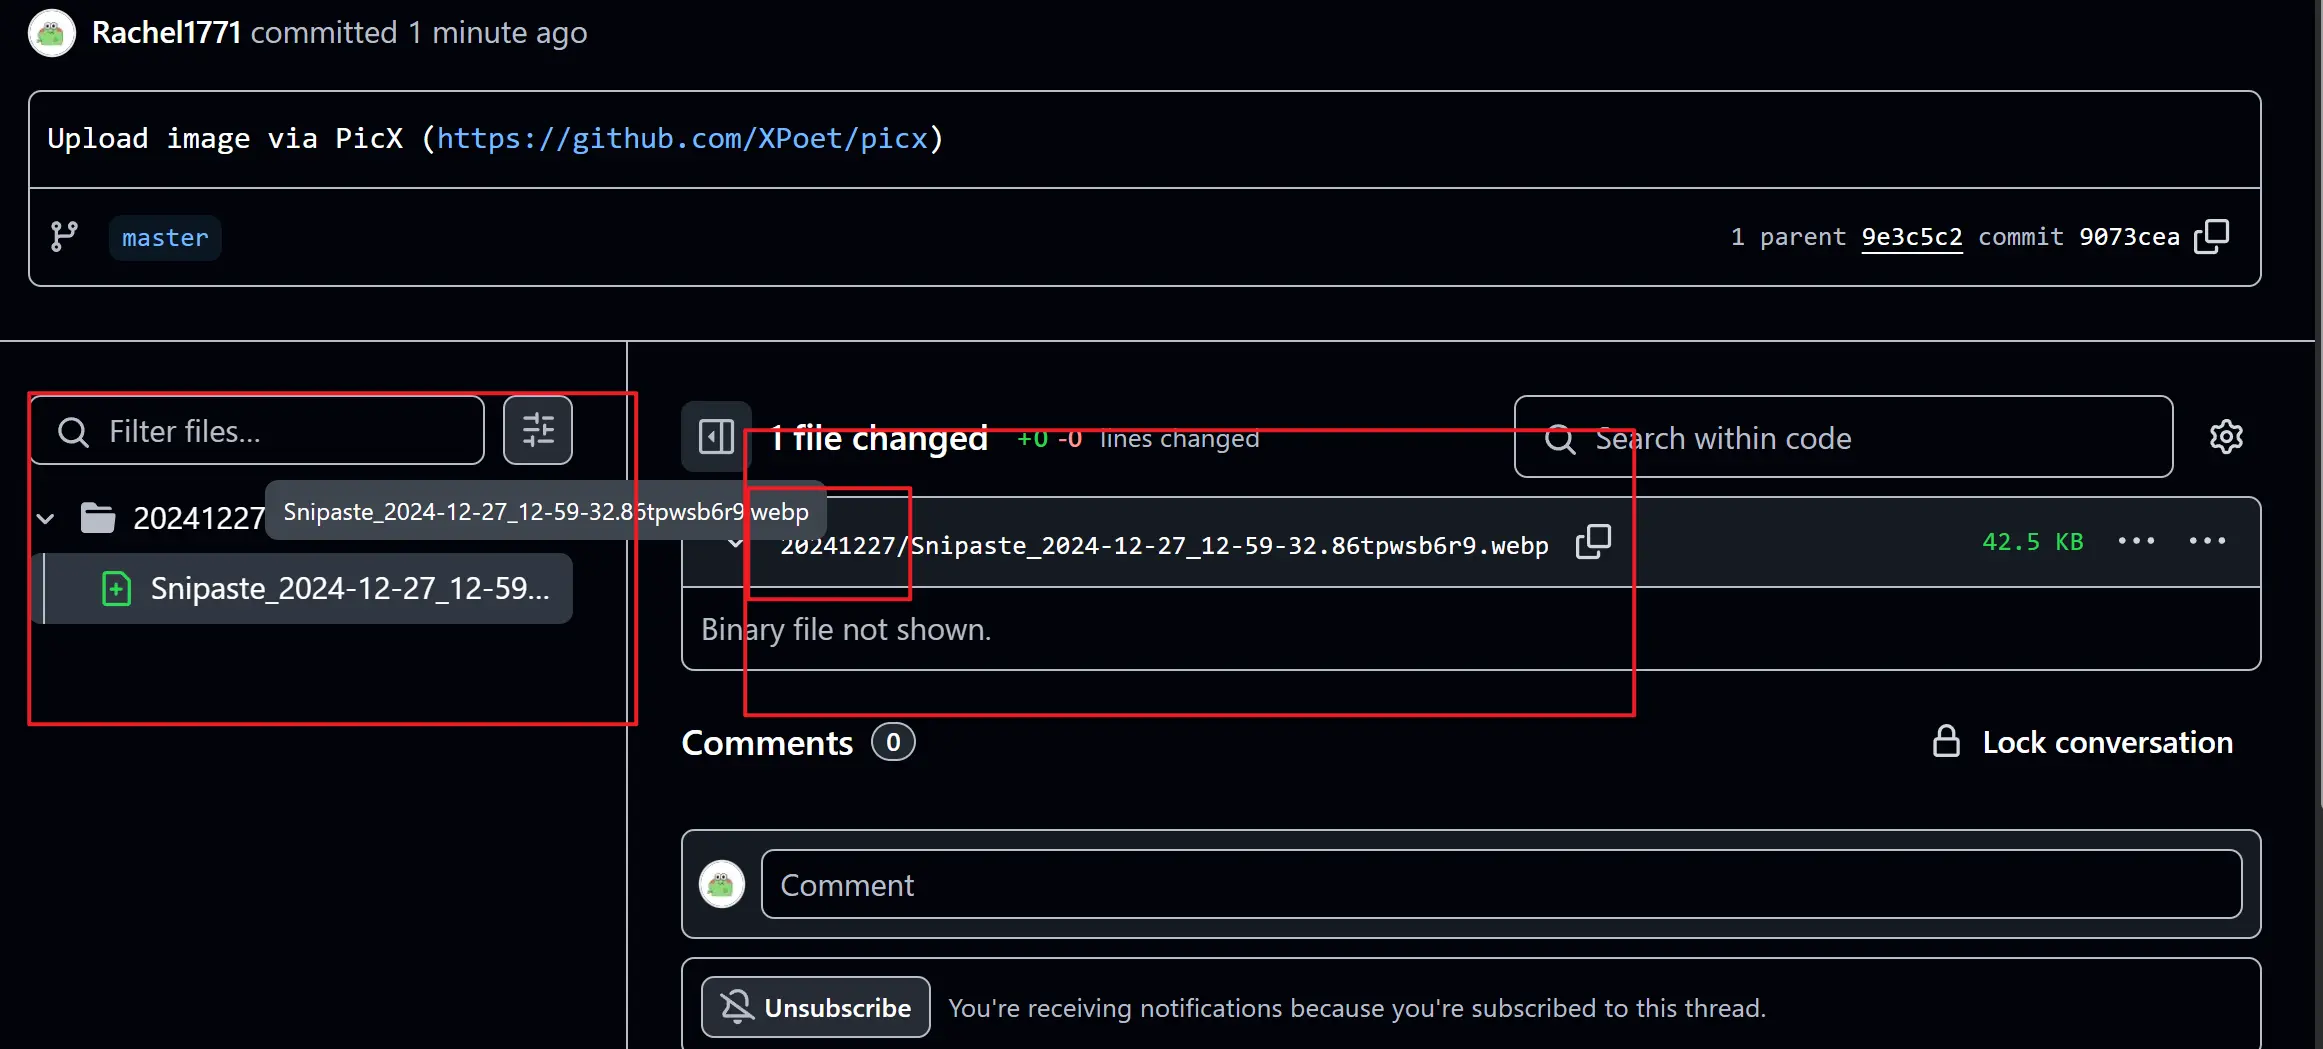 Rachel1771 committed 1 minute ago
Upload image via PicX (https://github.com/XPoet/picx)
master
1 parent 9e3c5c2 commit 9073cea
Filter files...
20241227
Snipaste_2024-12-27_12-59-32.86tpwsb6r9.webp
Snipaste_2024-12-27_12-59...
1 file changed +0 -0 lines changed
Search within code
20241227/Snipaste_2024-12-27_12-59-32.86tpwsb6r9.webp
42.5 KB
Binary file not shown.
Comments 0
Lock conversation
Comment
Unsubscribe
You're receiving notifications because you're subscribed to this thread.